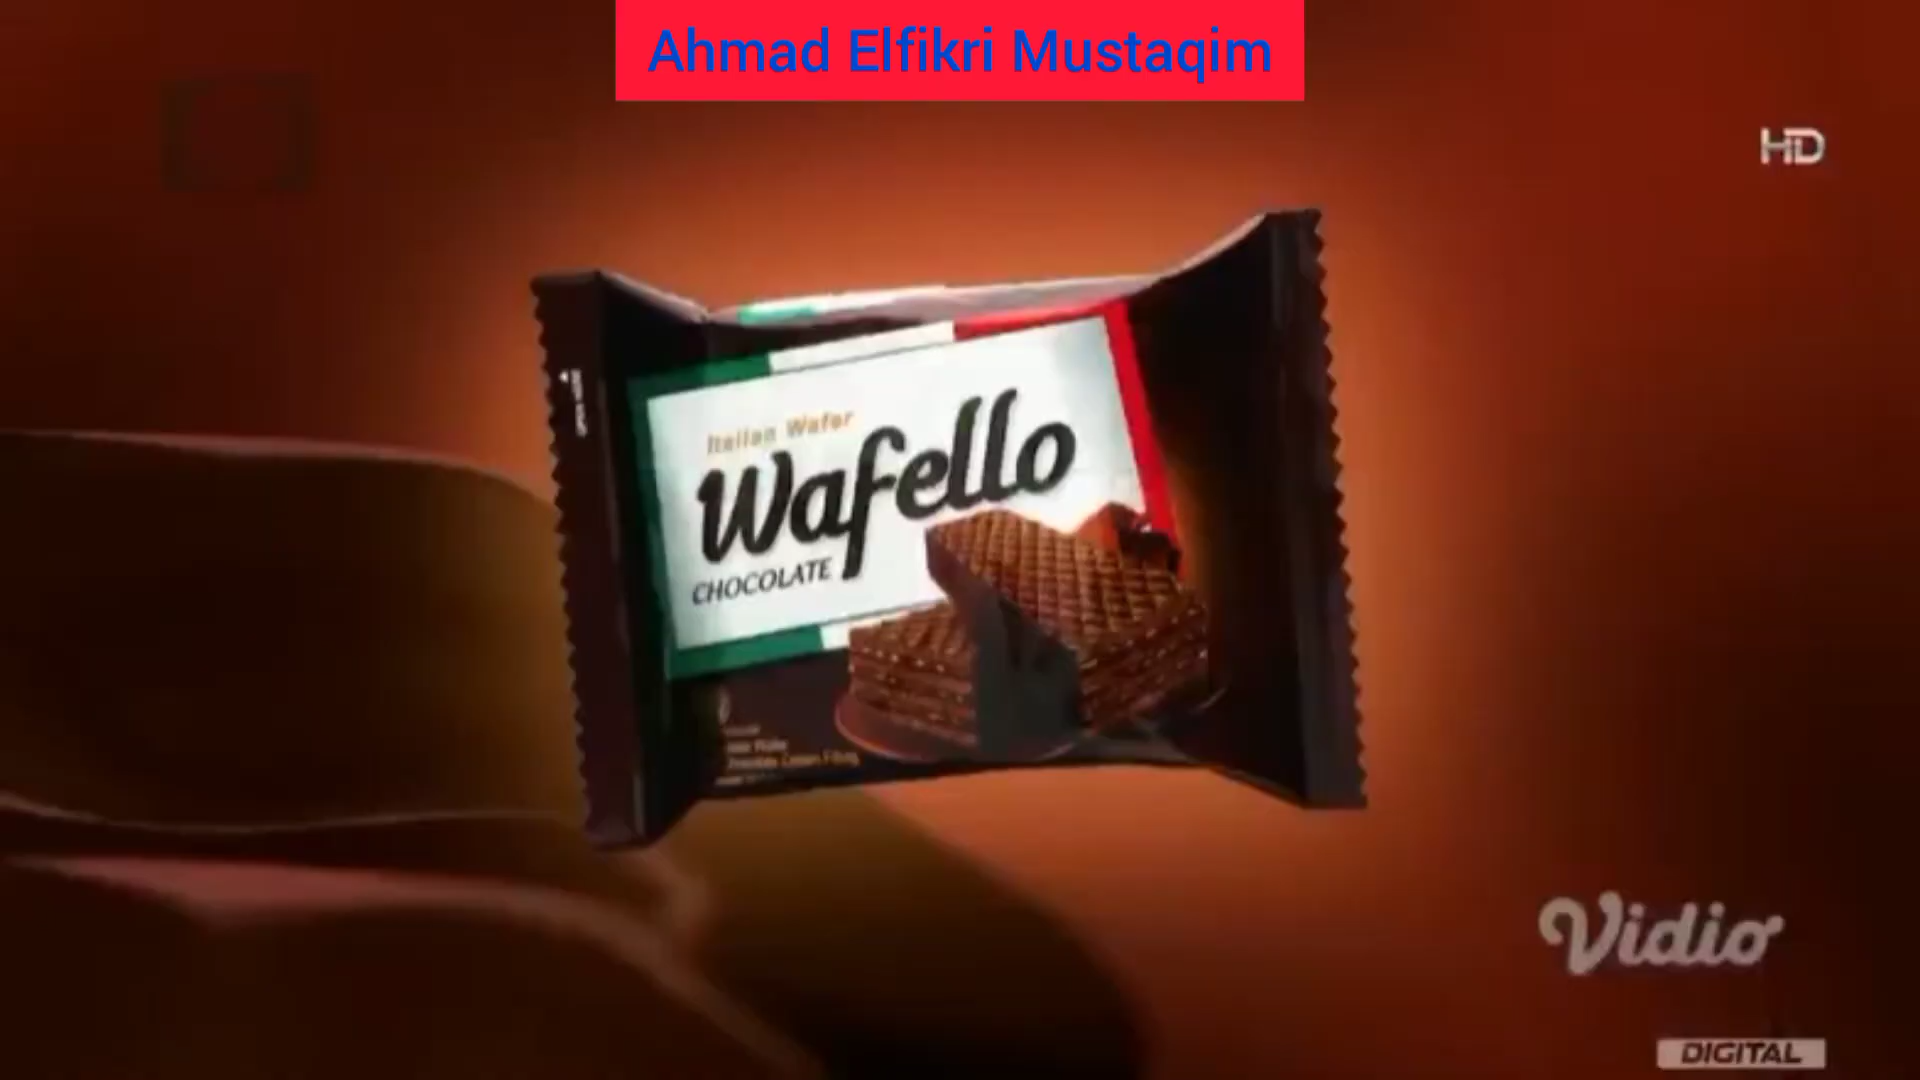 Ahmad Elfikri Mustaqim
HD
Italian Wafer
Wafello
CHOCOLATE
Vidio
DIGITAL